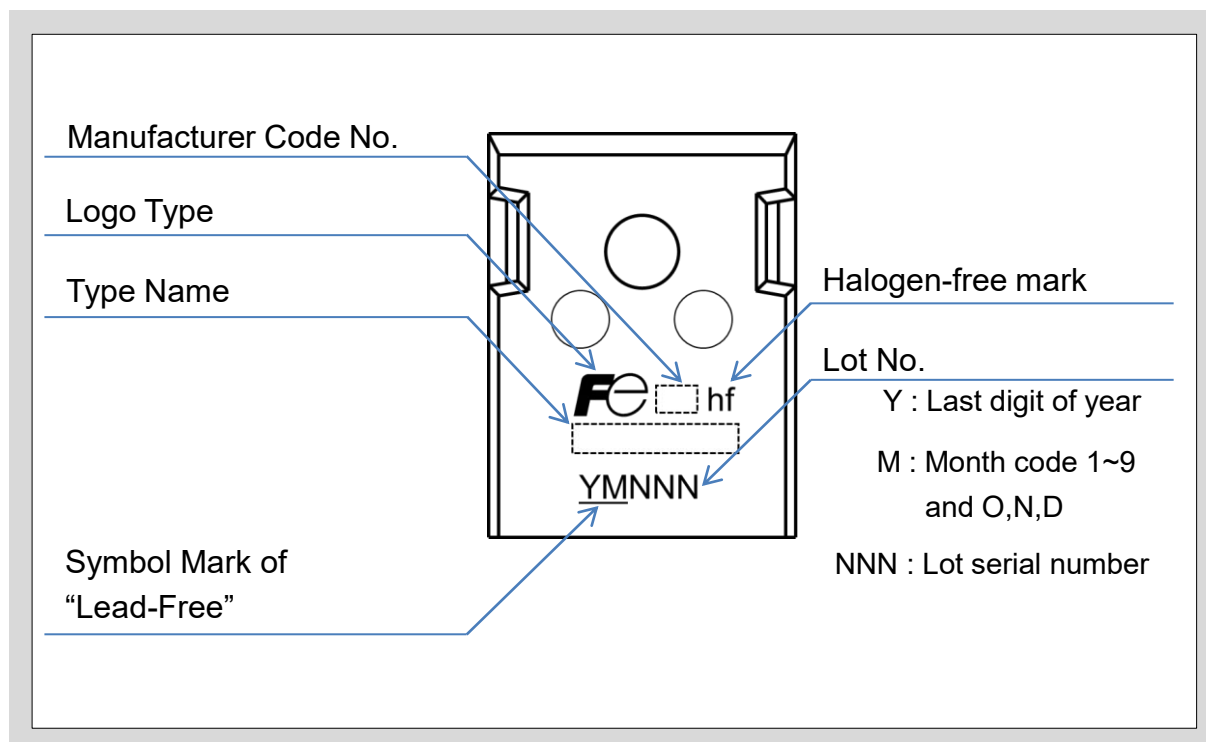 Manufacturer Code No.
Logo Type
Type Name
Fe hf
YMNNN
Symbol Mark of
“Lead-Free”
Halogen-free mark
Lot No.
Y : Last digit of year
M : Month code 1~9
and O,N,D
NNN : Lot serial number